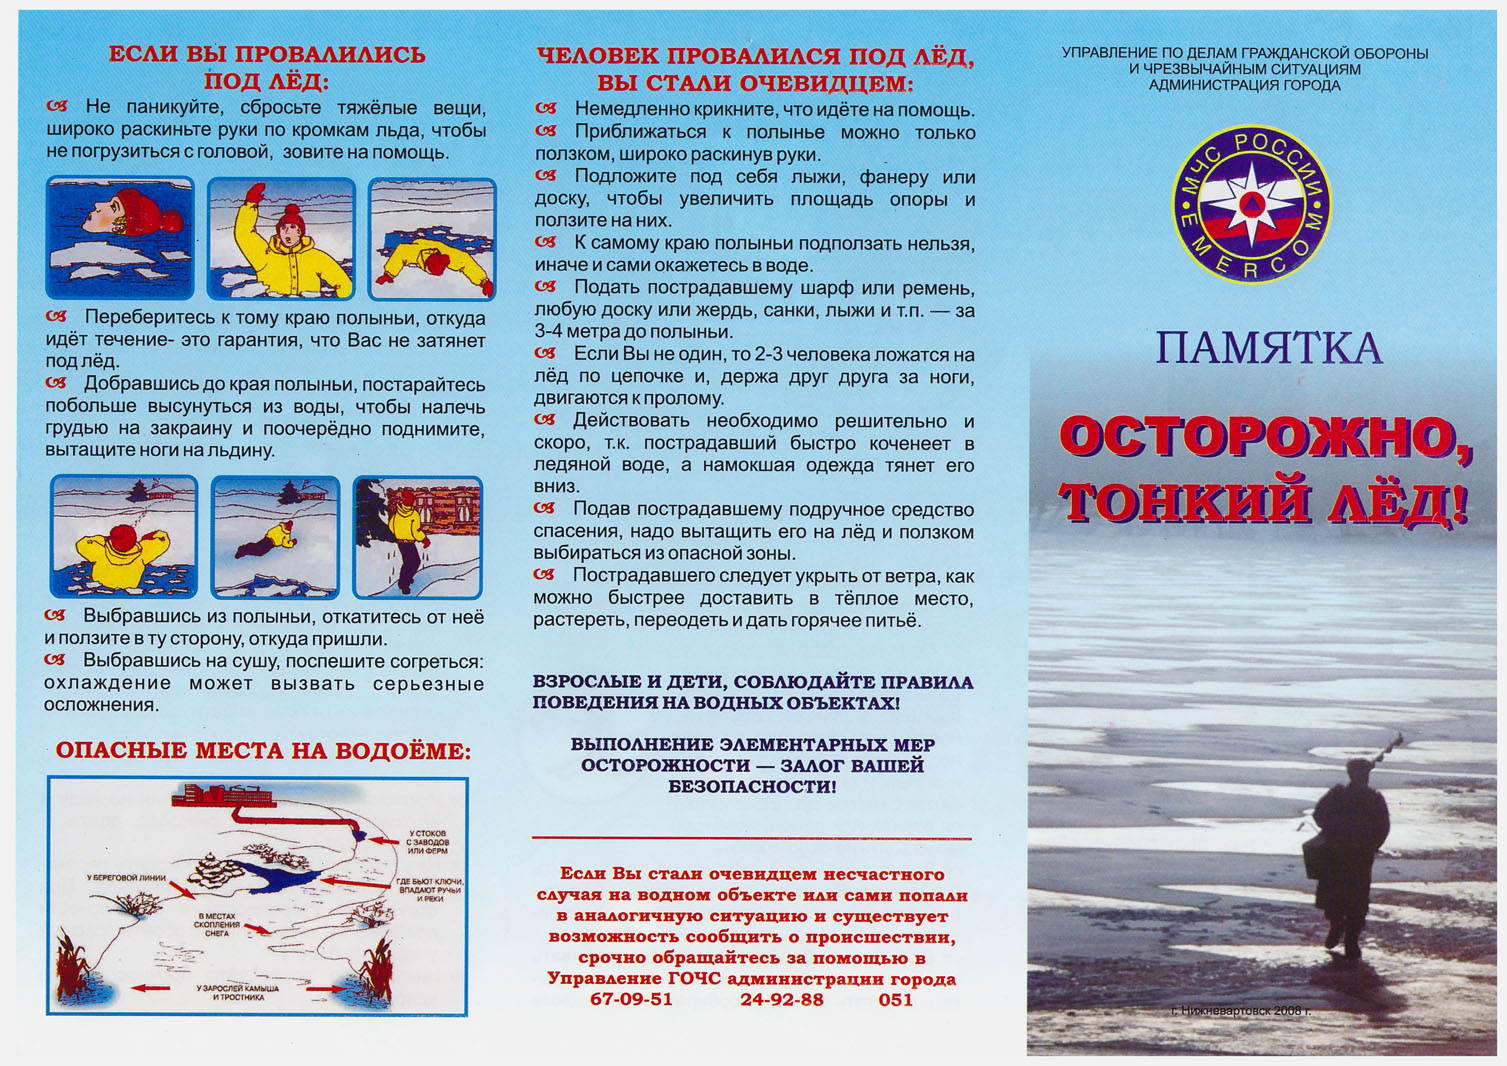 ЕСЛИ ВЫ ПРОВАЛИЛИСЬ
ПОД ЛЁД:
Не паникуйте, сбросьте тяжёлые вещи,
широко раскиньте руки по кромкам льда, чтобы
не погрузиться с головой, зовите на помощь.
Переберитесь к тому краю полыньи, откуда
идёт течение- это гарантия, что Вас не затянет
под лёд.
Добравшись до края полыньи, постарайтесь
побольше высунуться из воды, чтобы налечь
грудью на закраину и поочерёдно поднимите,
вытащите ноги на льдину.
Выбравшись из полыньи, откатитесь от неё
и ползите в ту сторону, откуда пришли.
Выбравшись на сушу, поспешите согреться:
охлаждение может вызвать серьезные
осложнения.
ОПАСНЫЕ МЕСТА НА ВОДОЁМЕ:
У СТОКОВ
С ЗАВОДОВ
ИЛИ ФЕРМ
У БЕРЕГОВОЙ ЛИНИИ
ГДЕ БЬЮТ КЛЮЧИ,
ВПАДАЮТ РУЧЬИ
И РЕКИ
В МЕСТАХ
СКОПЛЕНИЯ
СНЕГА
У ЗАРОСЛЕЙ КАМЫША
И ТРОСТНИКА
ЧЕЛОВЕК ПРОВАЛИЛСЯ ПОД ЛЁД,
ВЫ СТАЛИ ОЧЕВИДЦЕМ:
Немедленно крикните, что идёте на помощь.
Приближаться к полынье можно только
ползком, широко раскинув руки.
Подложите под себя лыжи, фанеру или
доску, чтобы увеличить площадь опоры и
ползите на них.
К самому краю полыньи подползать нельзя,
иначе и сами окажетесь в воде.
Подать пострадавшему шарф или ремень,
любую доску или жердь, санки, лыжи и т.п. — за
3-4 метра до полыньи.
Если Вы не один, то 2-3 человека ложатся на
лёд по цепочке и, держа друг друга за ноги,
двигаются к пролому.
Действовать необходимо решительно и
скоро, т.к. пострадавший быстро коченеет в
ледяной воде, а намокшая одежда тянет его
вниз.
Подав пострадавшему подручное средство
спасения, надо вытащить его на лёд и ползком
выбираться из опасной зоны.
Пострадавшего следует укрыть от ветра, как
можно быстрее доставить в тёплое место,
растереть, переодеть и дать горячее питьё.
ВЗРОСЛЫЕ И ДЕТИ, СОБЛЮДАЙТЕ ПРАВИЛА
ПОВЕДЕНИЯ НА ВОДНЫХ ОБЪЕКТАХ!
ВЫПОЛНЕНИЕ ЭЛЕМЕНТАРНЫХ МЕР
ОСТОРОЖНОСТИ — ЗАЛОГ ВАШЕЙ
БЕЗОПАСНОСТИ!
Если Вы стали очевидцем несчастного
случая на водном объекте или сами попали
в аналогичную ситуацию и существует
возможность сообщить о происшествии,
срочно обращайтесь за помощью в
Управление ГОЧС администрации города
67-09-51 24-92-88 051
УПРАВЛЕНИЕ ПО ДЕЛАМ ГРАЖДАНСКОЙ ОБОРОНЫ
И ЧРЕЗВЫЧАЙНЫМ СИТУАЦИЯМ
АДМИНИСТРАЦИЯ ГОРОДА
МЧС РОССИИ
EMERCOM
ПАМЯТКА
ОСТОРОЖНО,
ТОНКИЙ ЛЁД!
г. Нижневартовск 2008 г.